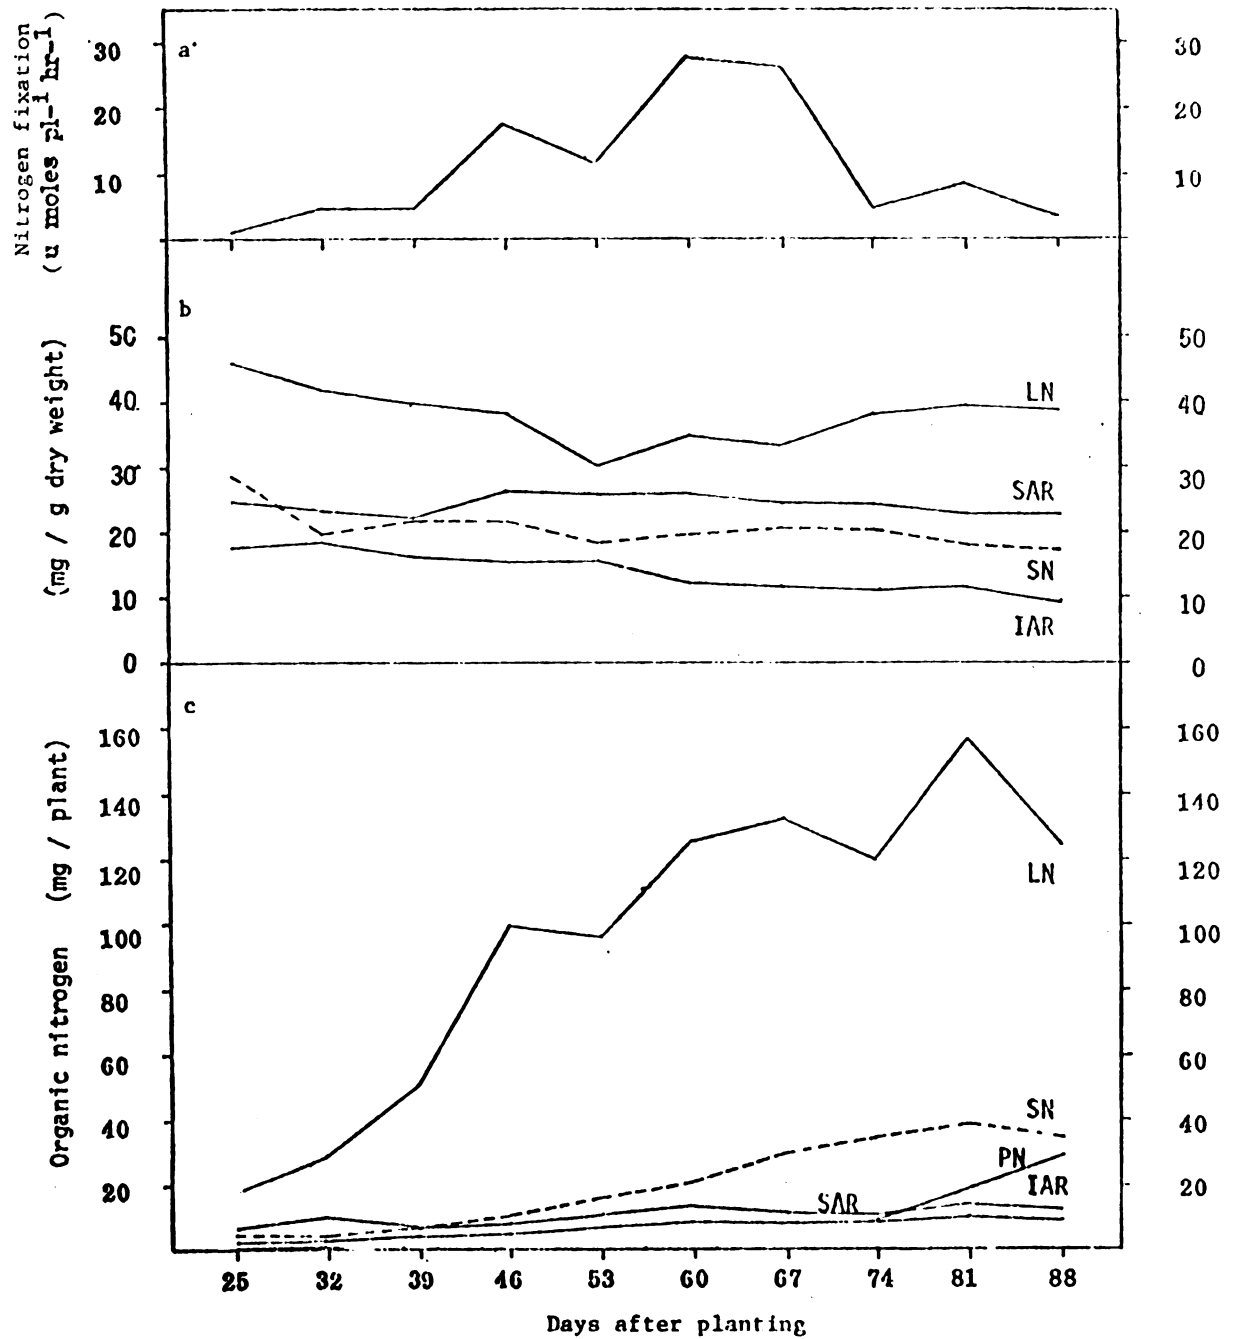 Nitrogen fixation
(u moles pl-1 hr-1)
a
30
20
10
30
20
10
b
(mg / g dry weight)
50
40
30
20
10
0
50
40
30
20
10
0
LN
SAR
SN
IAR
c
Organic nitrogen (mg / plant)
160
140
120
100
80
60
40
20
160
140
120
100
80
60
40
20
LN
SN
PN
IAR
SAR
25 32 39 46 53 60 67 74 81 88
Days after planting